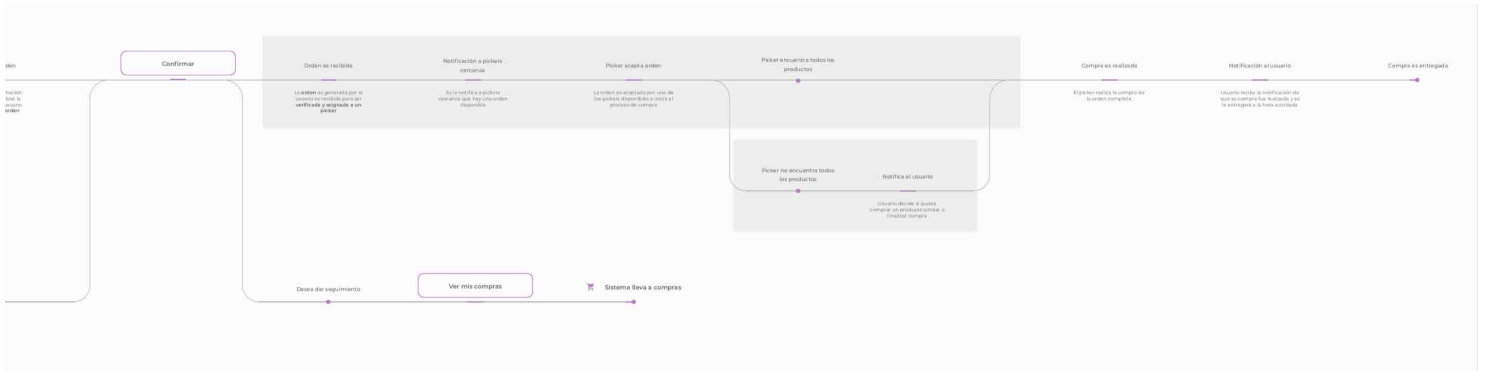 Confirmar
Orden es recibida
La orden es generada por el
usuario es recibida para ser
verificada y asignada a un
picker
Notificación a pickers
cercanos
Se le notifica a pickers
cercanos que hay una orden
disponible
Picker acepta orden
La orden es aceptada por uno de
los pickers disponibles e inicia el
proceso de compra
Picker encuentra todos los
productos
Compra es realizada
El picker realiza la compra de
la orden completa
Notificación al usuario
Usuario recibe la notificación de
que su compra fue realizada y se
le entregará a la hora acordada
Compra es entregada
Picker no encuentra todos
los productos
Notifica al usuario
Usuario decide si quiere
comprar un producto similar o
finalizar compra
Desea dar seguimiento
Ver mis compras
Sistema lleva a compras